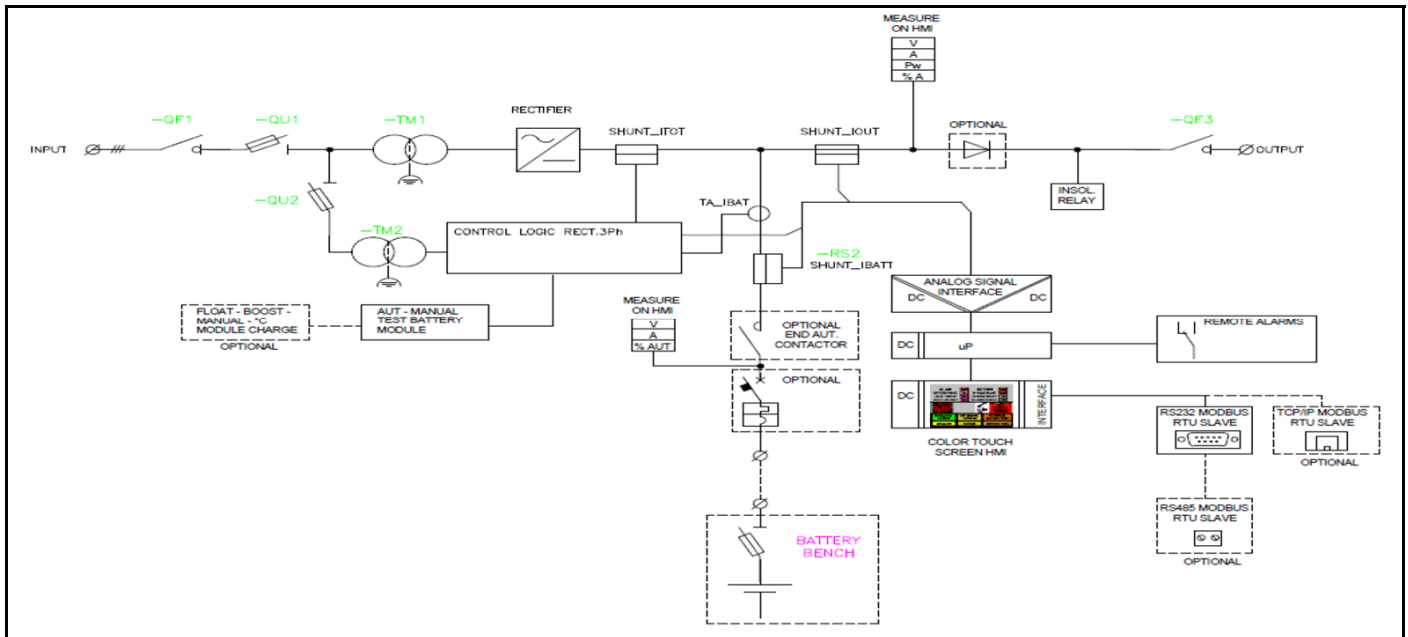 MEASURE
ON HMI
V
A
Pw
% A
RECTIFIER
-QF1
-QU1
-TM1
SHUNT_ITOT
SHUNT_IOUT
OPTIONAL
-QF3
INPUT
OUTPUT
INSOL.
RELAY
-QU2
TA_IBAT
-TM2
CONTROL LOGIC RECT.3Ph
-RS2
SHUNT_IBATT
ANALOG SIGNAL
INTERFACE
DC
DC
FLOAT - BOOST -
MANUAL - °C
MODULE CHARGE
OPTIONAL
AUT - MANUAL
TEST BATTERY
MODULE
MEASURE
ON HMI
V
A
% AUT
OPTIONAL
END AUT.
CONTACTOR
OPTIONAL
DC
uP
REMOTE ALARMS
DC
INTERFACE
COLOR TOUCH
SCREEN HMI
RS232 MODBUS
RTU SLAVE
TCP/IP MODBUS
RTU SLAVE
OPTIONAL
RS485 MODBUS
RTU SLAVE
OPTIONAL
BATTERY
BENCH